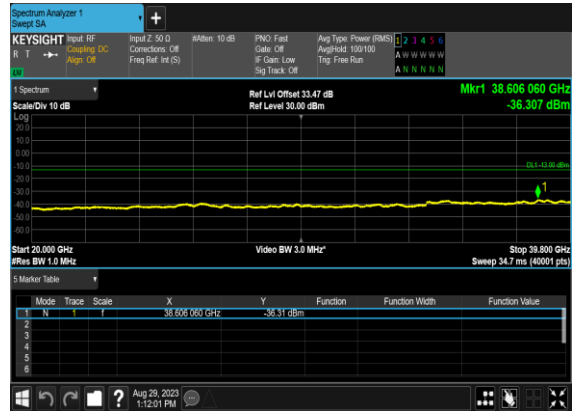 Spectrum Analyzer 1
Swept SA
+
KEYSIGHT Input: RF Input Z: 50 Ω #Atten: 10 dB PNO: Fast Avg Type: Power (RMS) 1 2 3 4 5 6
R T Coupling: DC Corrections: Off Gate: Off Avg|Hold: 100/100 A W W W W W
Align: Off Freq Ref: Int (S) IF Gain: Low Trig: Free Run
LW Sig Track: Off A N N N N N
1 Spectrum Ref Lvl Offset 33.47 dB Mkr1 38.606 060 GHz
Scale/Div 10 dB Ref Level 30.00 dBm -36.307 dBm
Log
20.0
10.0
0.00
-10.0 DL1 -13.00 dBm
-20.0
-30.0 1
-40.0
-50.0
-60.0
Start 20.000 GHz Video BW 3.0 MHz* Stop 39.800 GHz
#Res BW 1.0 MHz Sweep 34.7 ms (40001 pts)
5 Marker Table
Mode Trace Scale X Y Function Function Width Function Value
1 N 1 f 38.606 060 GHz -36.31 dBm
2
3
4
5
6
? Aug 29, 2023
1:12:01 PM